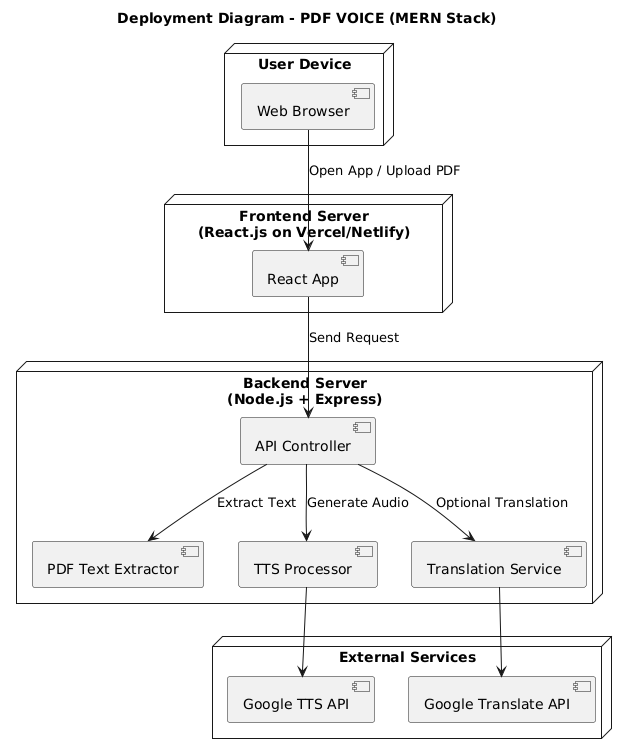 Deployment Diagram - PDF VOICE (MERN Stack)
User Device
Web Browser
Open App / Upload PDF
Frontend Server
(React.js on Vercel/Netlify)
React App
Send Request
Backend Server
(Node.js + Express)
API Controller
Extract Text
Generate Audio
Optional Translation
PDF Text Extractor
TTS Processor
Translation Service
External Services
Google TTS API
Google Translate API